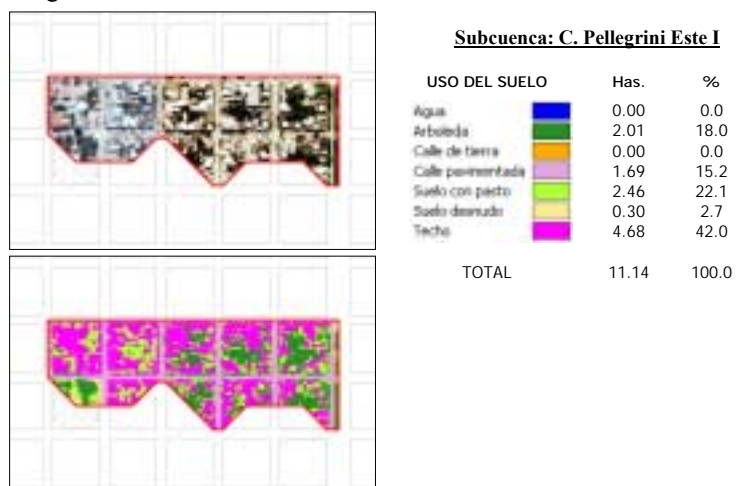 Subcuenca: C. Pellegrini Este I
USO DEL SUELO Has. %
Agua 0.00 0.0
Arboleda 2.01 18.0
Calle de tierra 0.00 0.0
Calle pavimentada 1.69 15.2
Suelo con pasto 2.46 22.1
Suelo desnudo 0.30 2.7
Techo 4.68 42.0
TOTAL 11.14 100.0